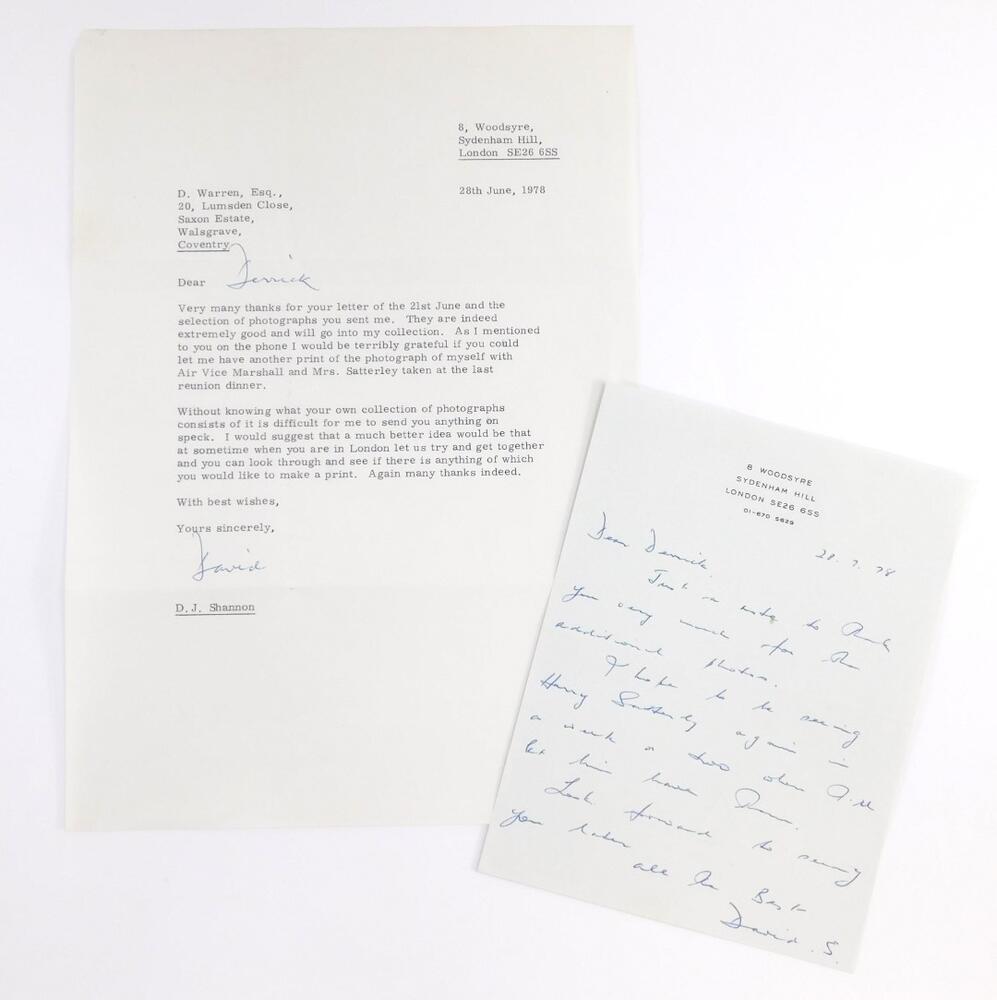 8, Woodsyre,
Sydenham Hill,
London SE26 6SS
28th June, 1978
D. Warren, Esq.,
20, Lumsden Close,
Saxon Estate,
Walsgrave,
Coventry
Dear Derrick
Very many thanks for your letter of the 21st June and the
selection of photographs you sent me. They are indeed
extremely good and will go into my collection. As I mentioned
to you on the phone I would be terribly grateful if you could
let me have another print of the photograph of myself with
Air Vice Marshall and Mrs. Satterley taken at the last
reunion dinner.
Without knowing what your own collection of photographs
consists of it is difficult for me to send you anything on
speck. I would suggest that a much better idea would be that
at sometime when you are in London let us try and get together
and you can look through and see if there is anything of which
you would like to make a print. Again many thanks indeed.
With best wishes,
Yours sincerely,
David
D.J. Shannon
8 WOODSYRE
SYDENHAM HILL
LONDON SE26 6SS
01-670 5629
28.7.78
Dear Derrick.
Just a note to thank
you very much for the
additional photos.
I hope to be seeing
Harry Satterly again in
a week or two when I'll
let him have them.
Look forward to seeing
you later
all the Best
David. S.